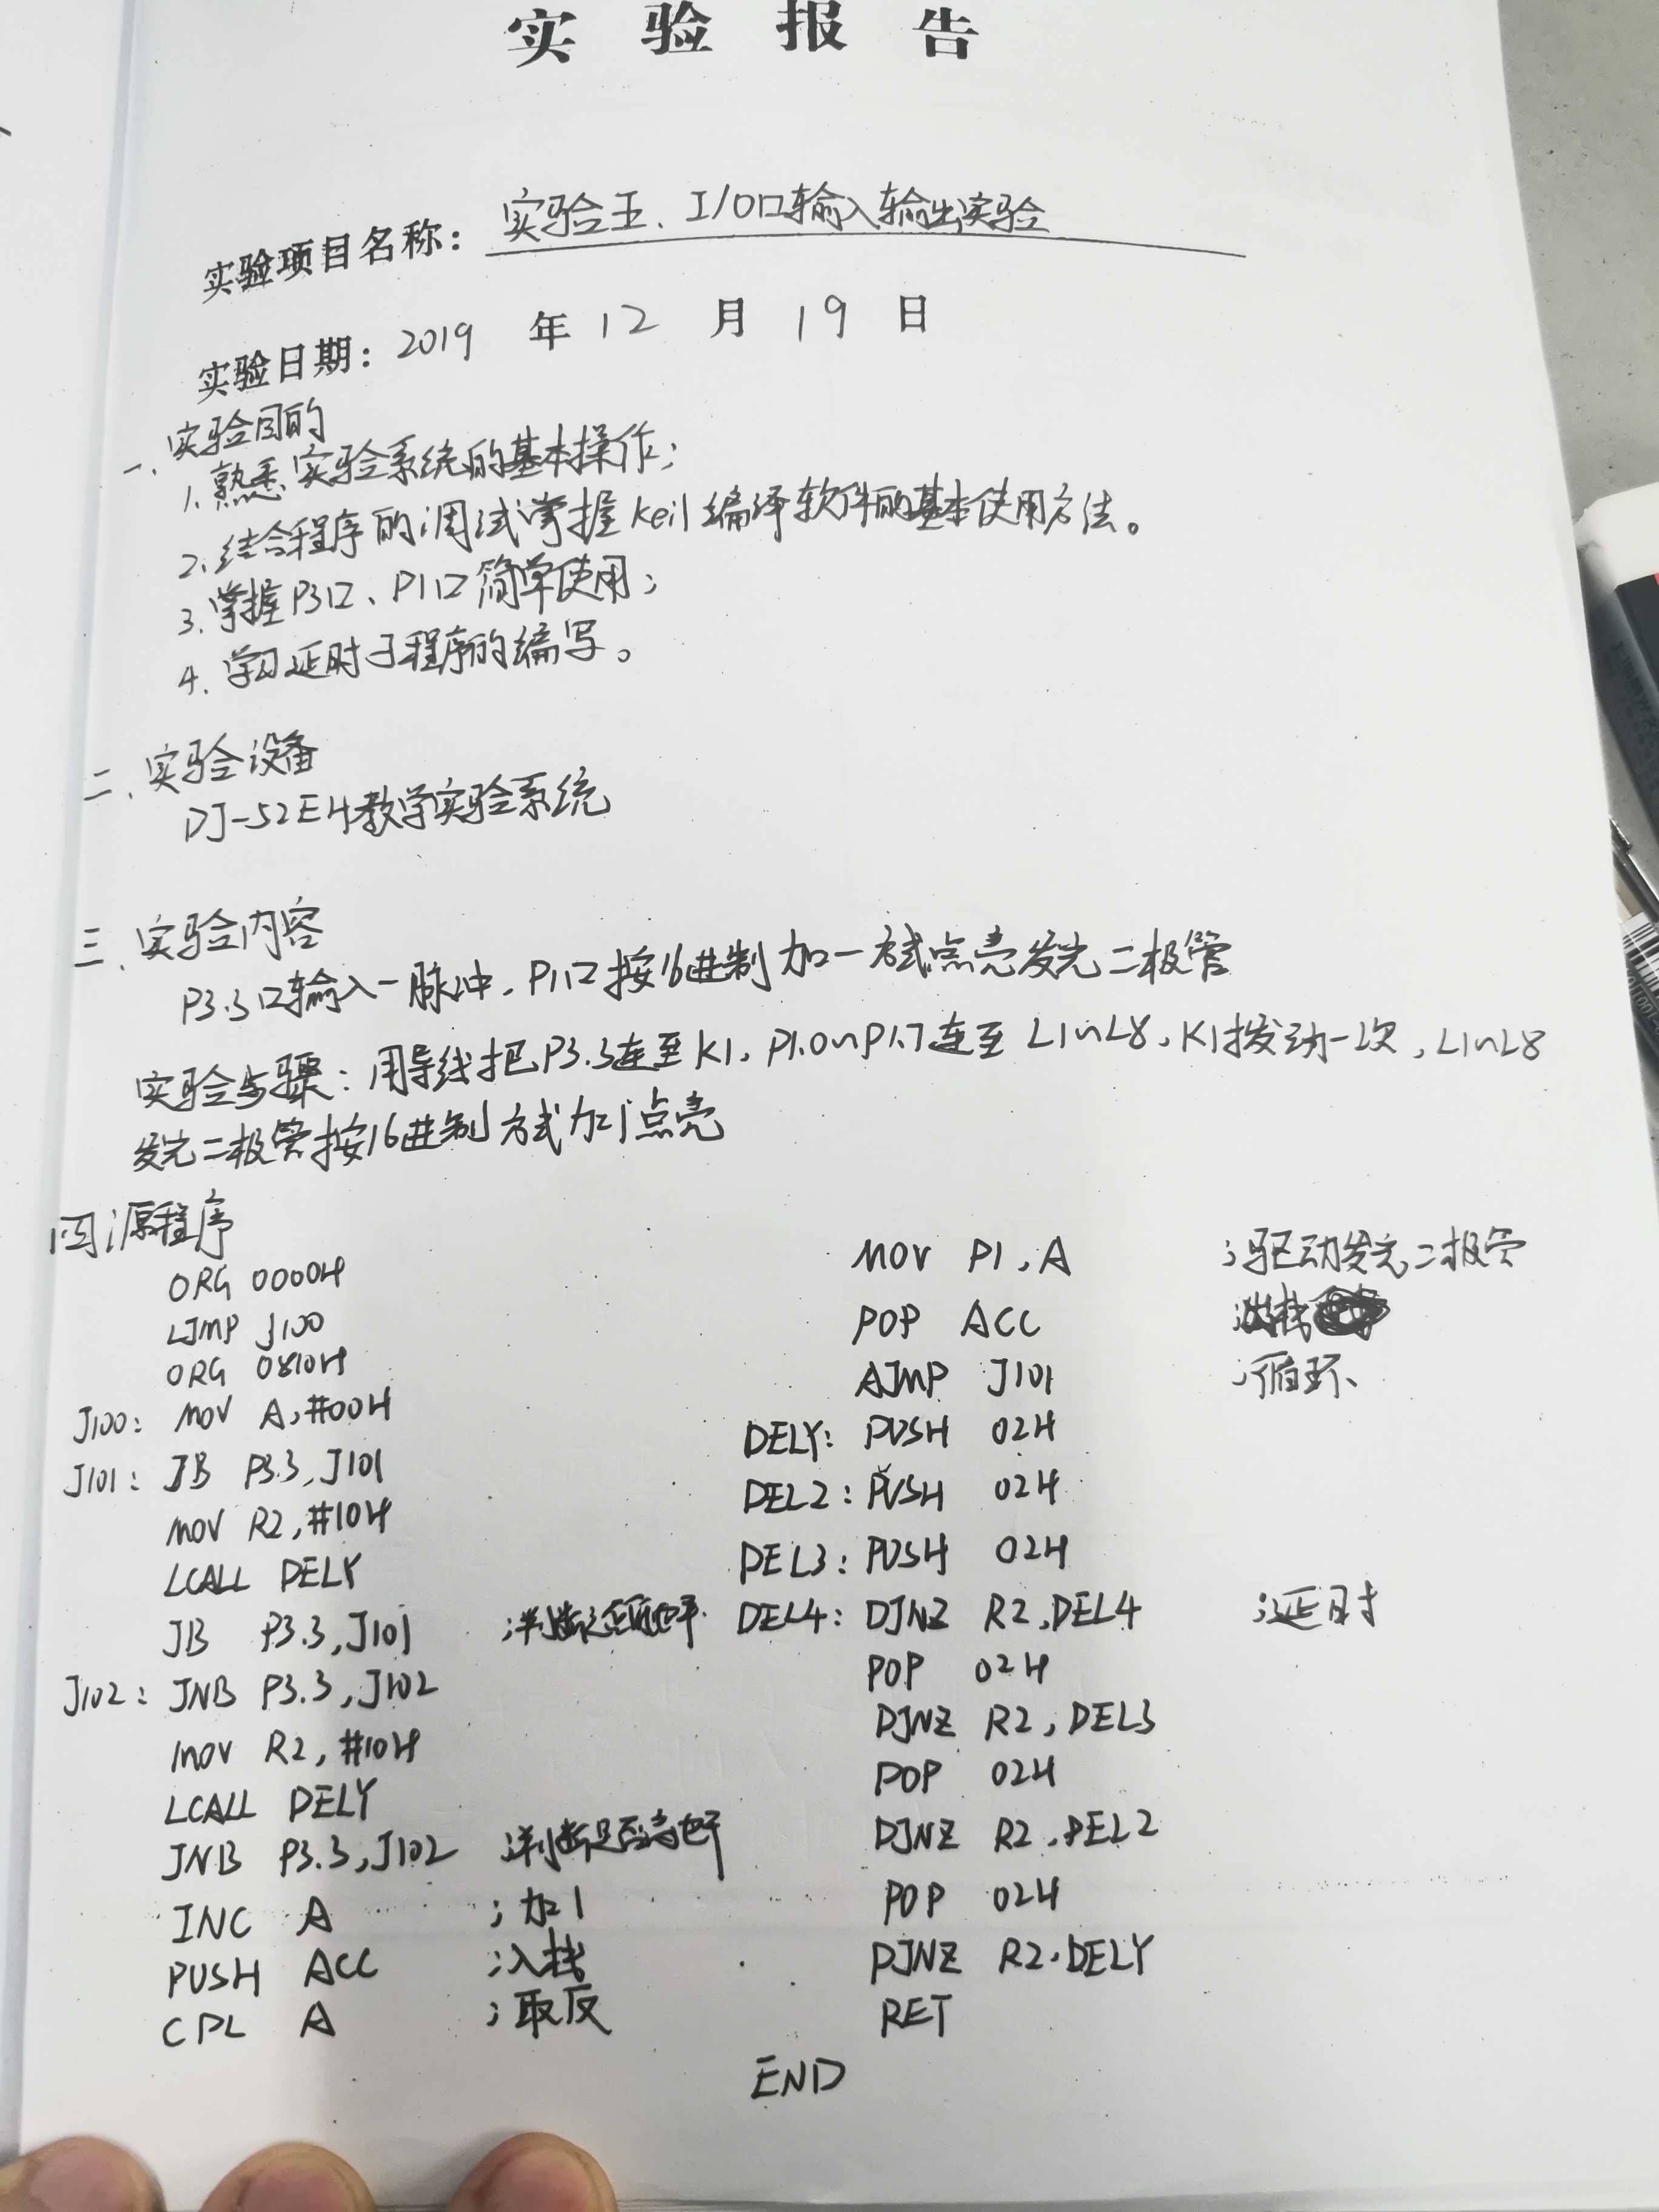 实验报告
实验项目名称: 实验五、I/O口输入输出实验
实验日期: 2019 年 12 月 19 日
一、实验目的
1. 熟悉实验系统的基本操作;
2. 结合程序的调试掌握Keil编译软件的基本使用方法。
3. 掌握P3口、P1口简单使用;
4. 学习延时子程序的编写。
二、实验设备
DJ-52E4教学实验系统
三、实验内容
P3.3口输入一脉冲,P1口按16进制加一方式点亮发光二极管
实验步骤: 用导线把P3.3连至K1,P1.0~P1.7连至L1~L8,K1拨动一次,L1~L8
发光二极管按16进制方式加1点亮
四、源程序
ORG 0000H
LJMP J100
ORG 0810H
J100: MOV A,#00H
J101: JB P3.3,J101
MOV R2,#10H
LCALL DELY
JB P3.3,J101 ;判断是否低电平
J102: JNB P3.3,J102
MOV R2,#10H
LCALL DELY
JNB P3.3,J102 ;判断是否高电平
INC A ;加1
PUSH ACC ;入栈
CPL A ;取反
MOV P1,A ;驱动发光二极管
POP ACC ;出栈
AJMP J101 ;循环
DELY: PUSH 02H
DEL2: PUSH 02H
DEL3: PUSH 02H
DEL4: DJNZ R2,DEL4 ;延时
POP 02H
DJNZ R2,DEL3
POP 02H
DJNZ R2,DEL2
POP 02H
DJNZ R2,DELY
RET
END